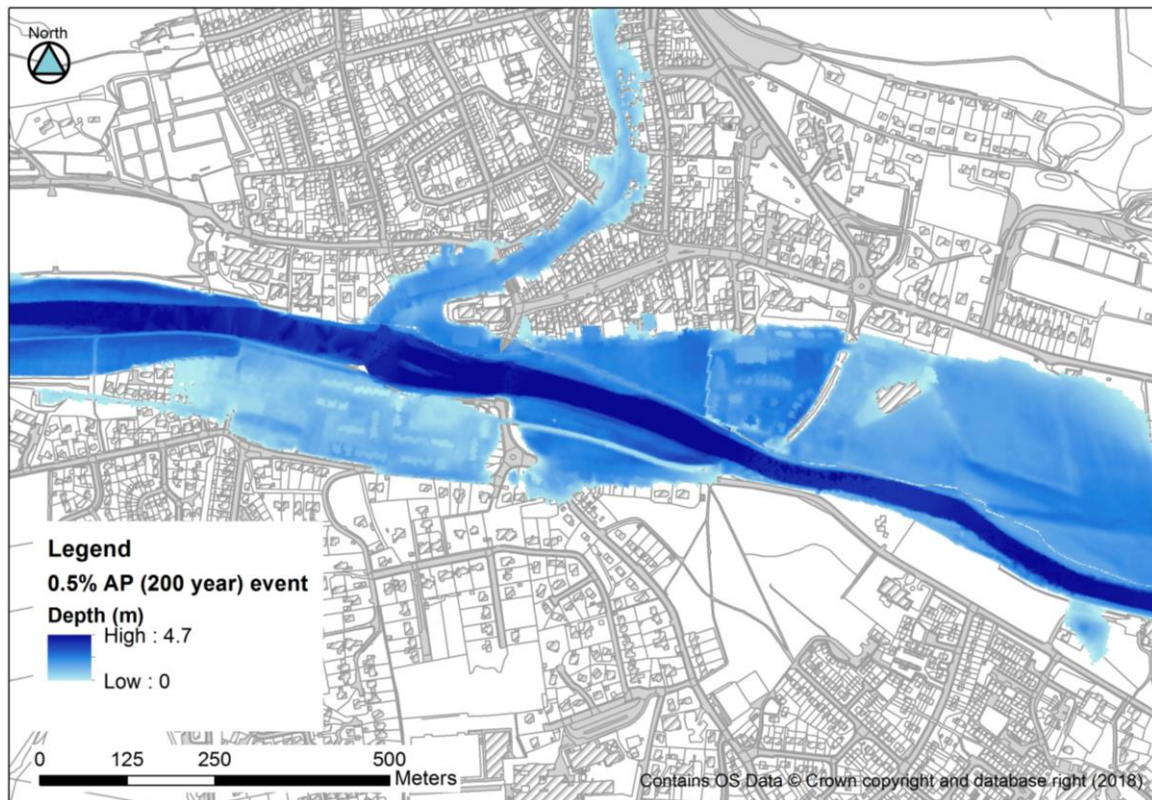 North
Legend
0.5% AP (200 year) event
Depth (m)
High : 4.7
Low : 0
0 125 250 500
Meters
Contains OS Data © Crown copyright and database right (2018)